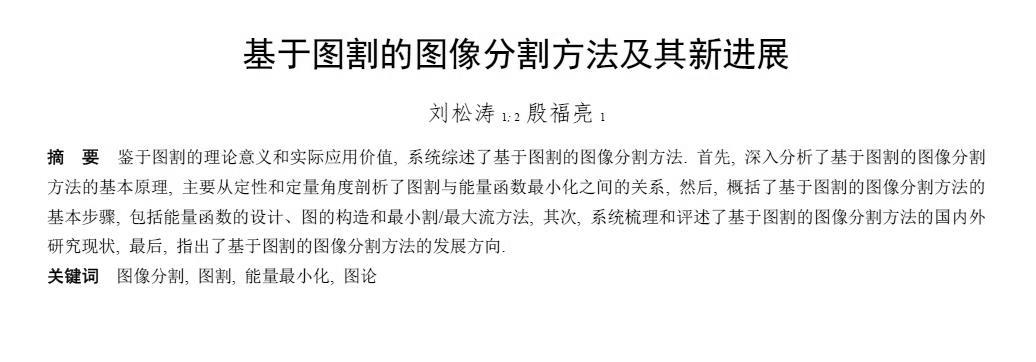 基于图割的图像分割方法及其新进展
刘松涛 1; 2 殷福亮 1
摘 要 鉴于图割的理论意义和实际应用价值, 系统综述了基于图割的图像分割方法. 首先, 深入分析了基于图割的图像分割
方法的基本原理, 主要从定性和定量角度剖析了图割与能量函数最小化之间的关系, 然后, 概括了基于图割的图像分割方法的
基本步骤, 包括能量函数的设计、图的构造和最小割/最大流方法, 其次, 系统梳理和评述了基于图割的图像分割方法的国内外
研究现状, 最后, 指出了基于图割的图像分割方法的发展方向.
关键词 图像分割, 图割, 能量最小化, 图论